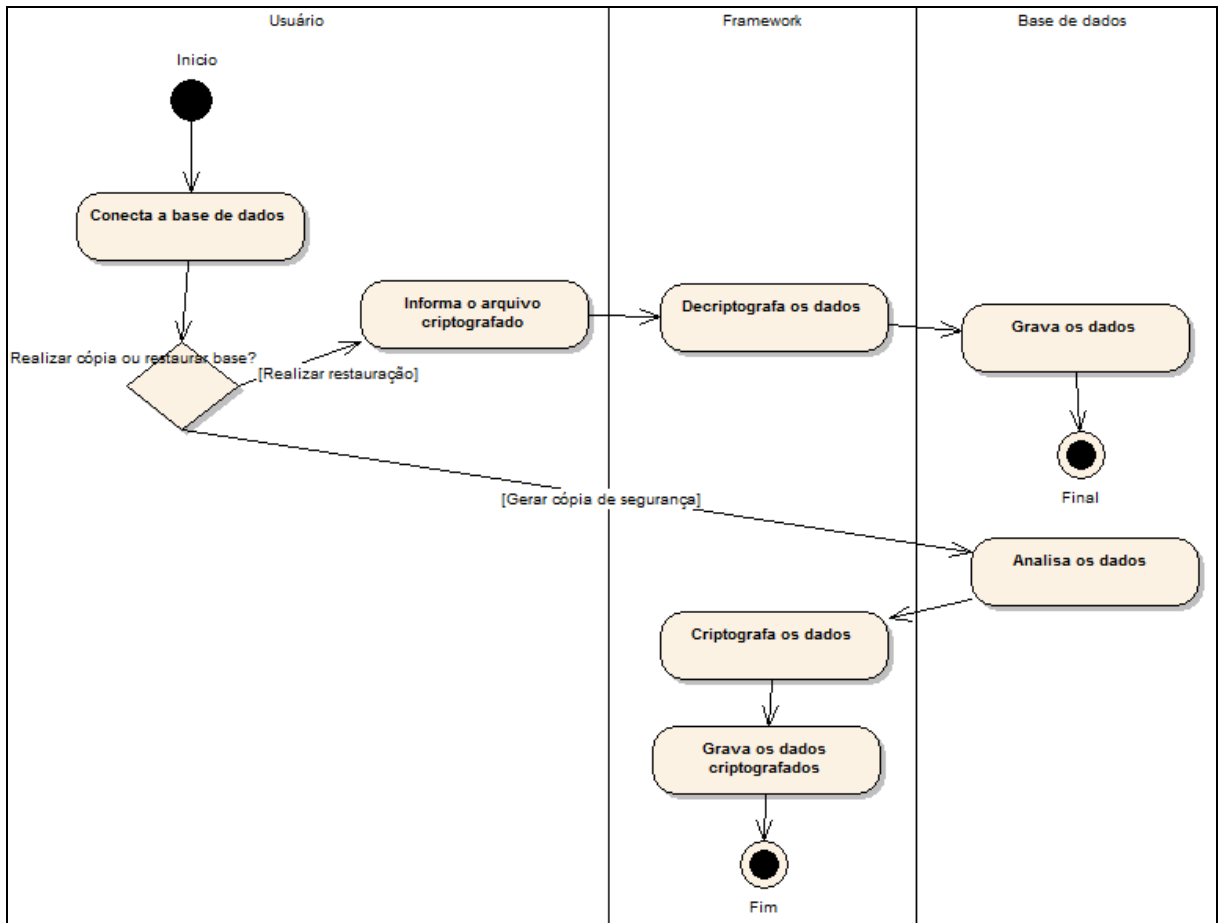 Usuário
Framework
Base de dados
Inicio
Conecta a base de dados
Informa o arquivo
criptografado
Decriptografa os dados
Grava os dados
Realizar cópia ou restaurar base?
[Realizar restauração]
Final
[Gerar cópia de segurança]
Analisa os dados
Criptografa os dados
Grava os dados
criptografados
Fim